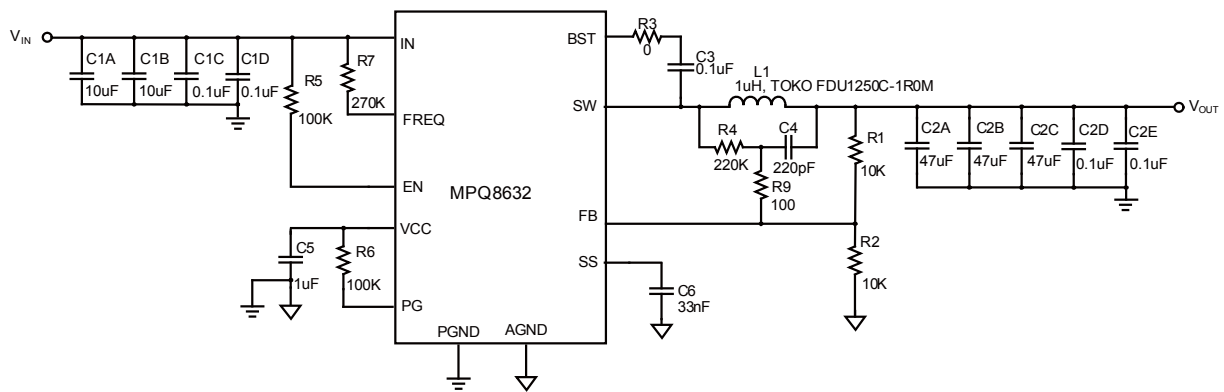 V_IN
C1A
10uF
C1B
10uF
C1C
0.1uF
C1D
0.1uF
R5
100K
R7
270K
IN
FREQ
EN
VCC
PG
PGND
AGND
MPQ8632
BST
SW
FB
SS
C5
1uF
R6
100K
R3
0
C3
0.1uF
L1
1uH, TOKO FDU1250C-1R0M
R4
220K
C4
220pF
R9
100
R1
10K
R2
10K
C6
33nF
C2A
47uF
C2B
47uF
C2C
47uF
C2D
0.1uF
C2E
0.1uF
V_OUT